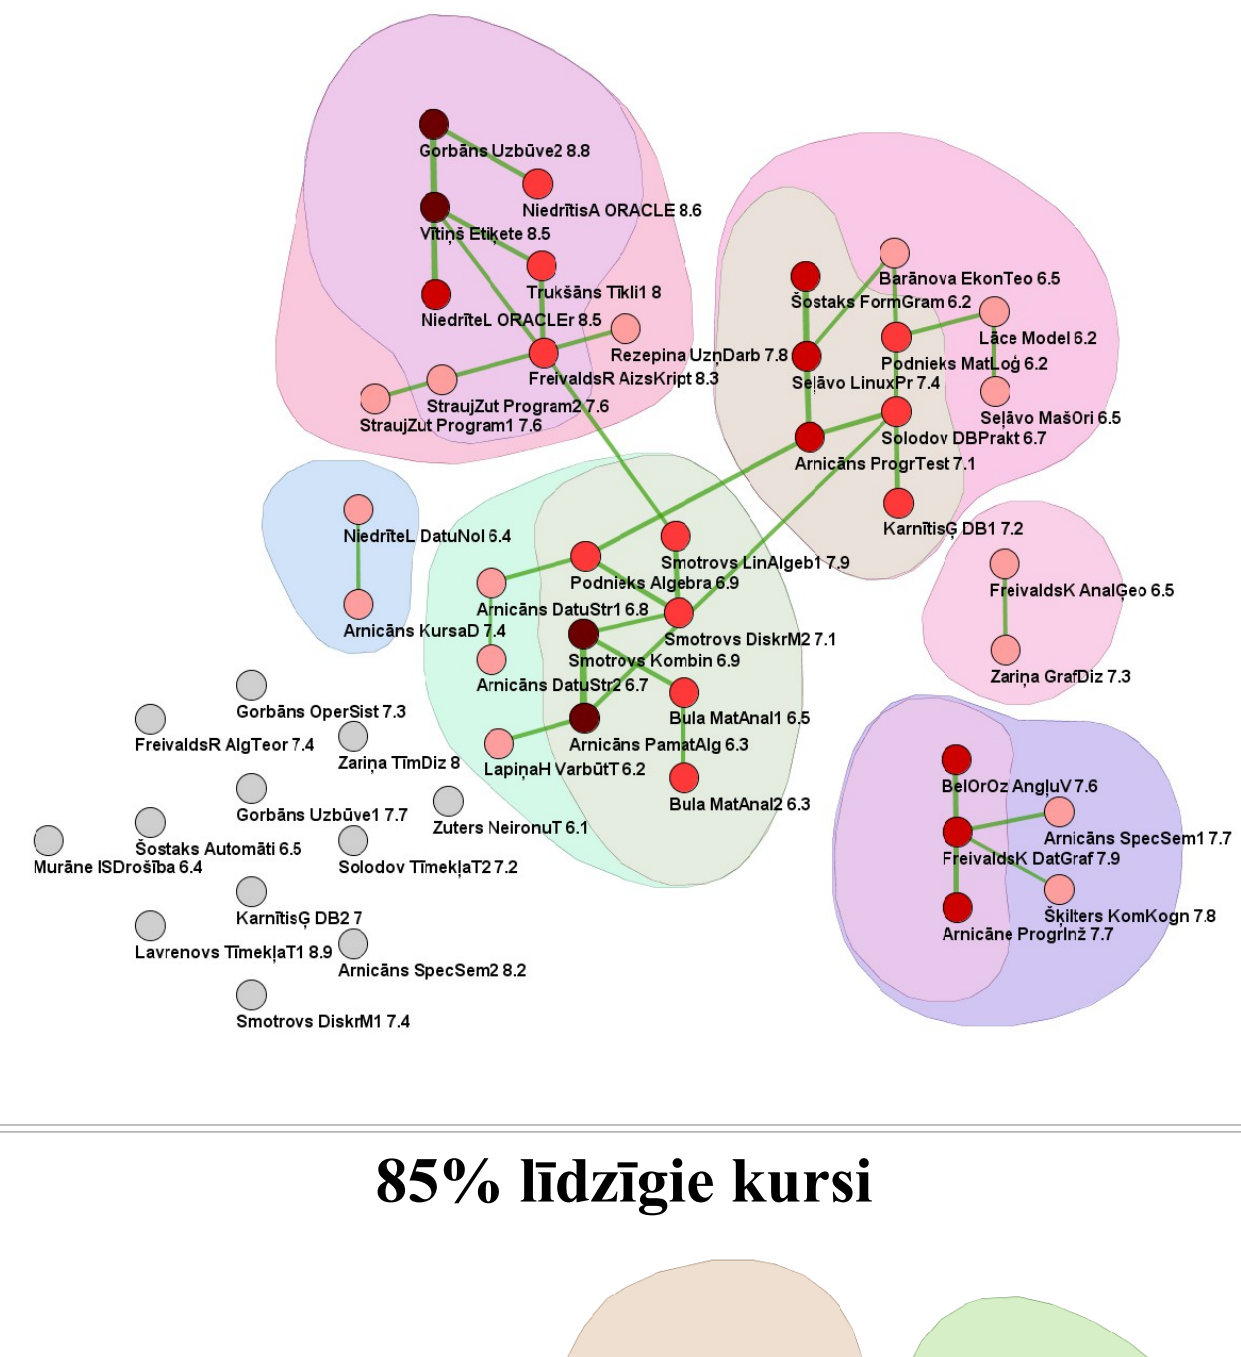 Gorbāns Uzbūve2 8.8
NiedrītisA ORACLE 8.6
Vītiņš Etiķete 8.5
Trukšāns Tīkli1 8
NiedrīteL ORACLEr 8.5
Rezepina UzņDarb 7.8
FreivaldsR AizsKript 8.3
StraujZut Program2 7.6
StraujZut Program1 7.6
Barānova EkonTeo 6.5
Šostaks FormGram 6.2
Lāce Model 6.2
Podnieks MatLoģ 6.2
Seļāvo LinuxPr 7.4
Seļāvo MašOri 6.5
Solodov DBPrakt 6.7
Arnicāns ProgrTest 7.1
KarnītisĢ DB1 7.2
NiedrīteL DatuNol 6.4
Arnicāns KursaD 7.4
Smotrovs LinAlgeb1 7.9
Podnieks Algebra 6.9
Arnicāns DatuStr1 6.8
Smotrovs DiskrM2 7.1
Smotrovs Kombin 6.9
Arnicāns DatuStr2 6.7
Bula MatAnal1 6.5
Arnicāns PamatAlg 6.3
LapiņaH VarbūtT 6.2
Bula MatAnal2 6.3
FreivaldsK AnalĢeo 6.5
Zariņa GrafDiz 7.3
Gorbāns OperSist 7.3
FreivaldsR AlgTeor 7.4
Zariņa TīmDiz 8
Gorbāns Uzbūve1 7.7
Zuters NeironuT 6.1
Šostaks Automāti 6.5
Murāne ISDrošība 6.4
Solodov TīmekļaT2 7.2
KarnītisĢ DB2 7
Lavrenovs TīmekļaT1 8.9
Arnicāns SpecSem2 8.2
Smotrovs DiskrM1 7.4
BelOrOz AngļuV 7.6
Arnicāns SpecSem1 7.7
FreivaldsK DatGraf 7.9
Šķilters KomKogn 7.8
Arnicāne ProgrInž 7.7
85% līdzīgie kursi